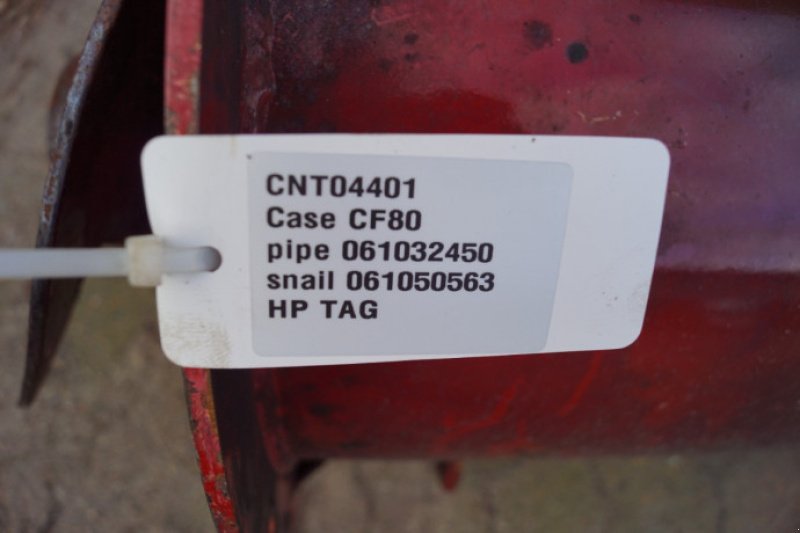 CNT04401
Case CF80
pipe 061032450
snail 061050563
HP TAG